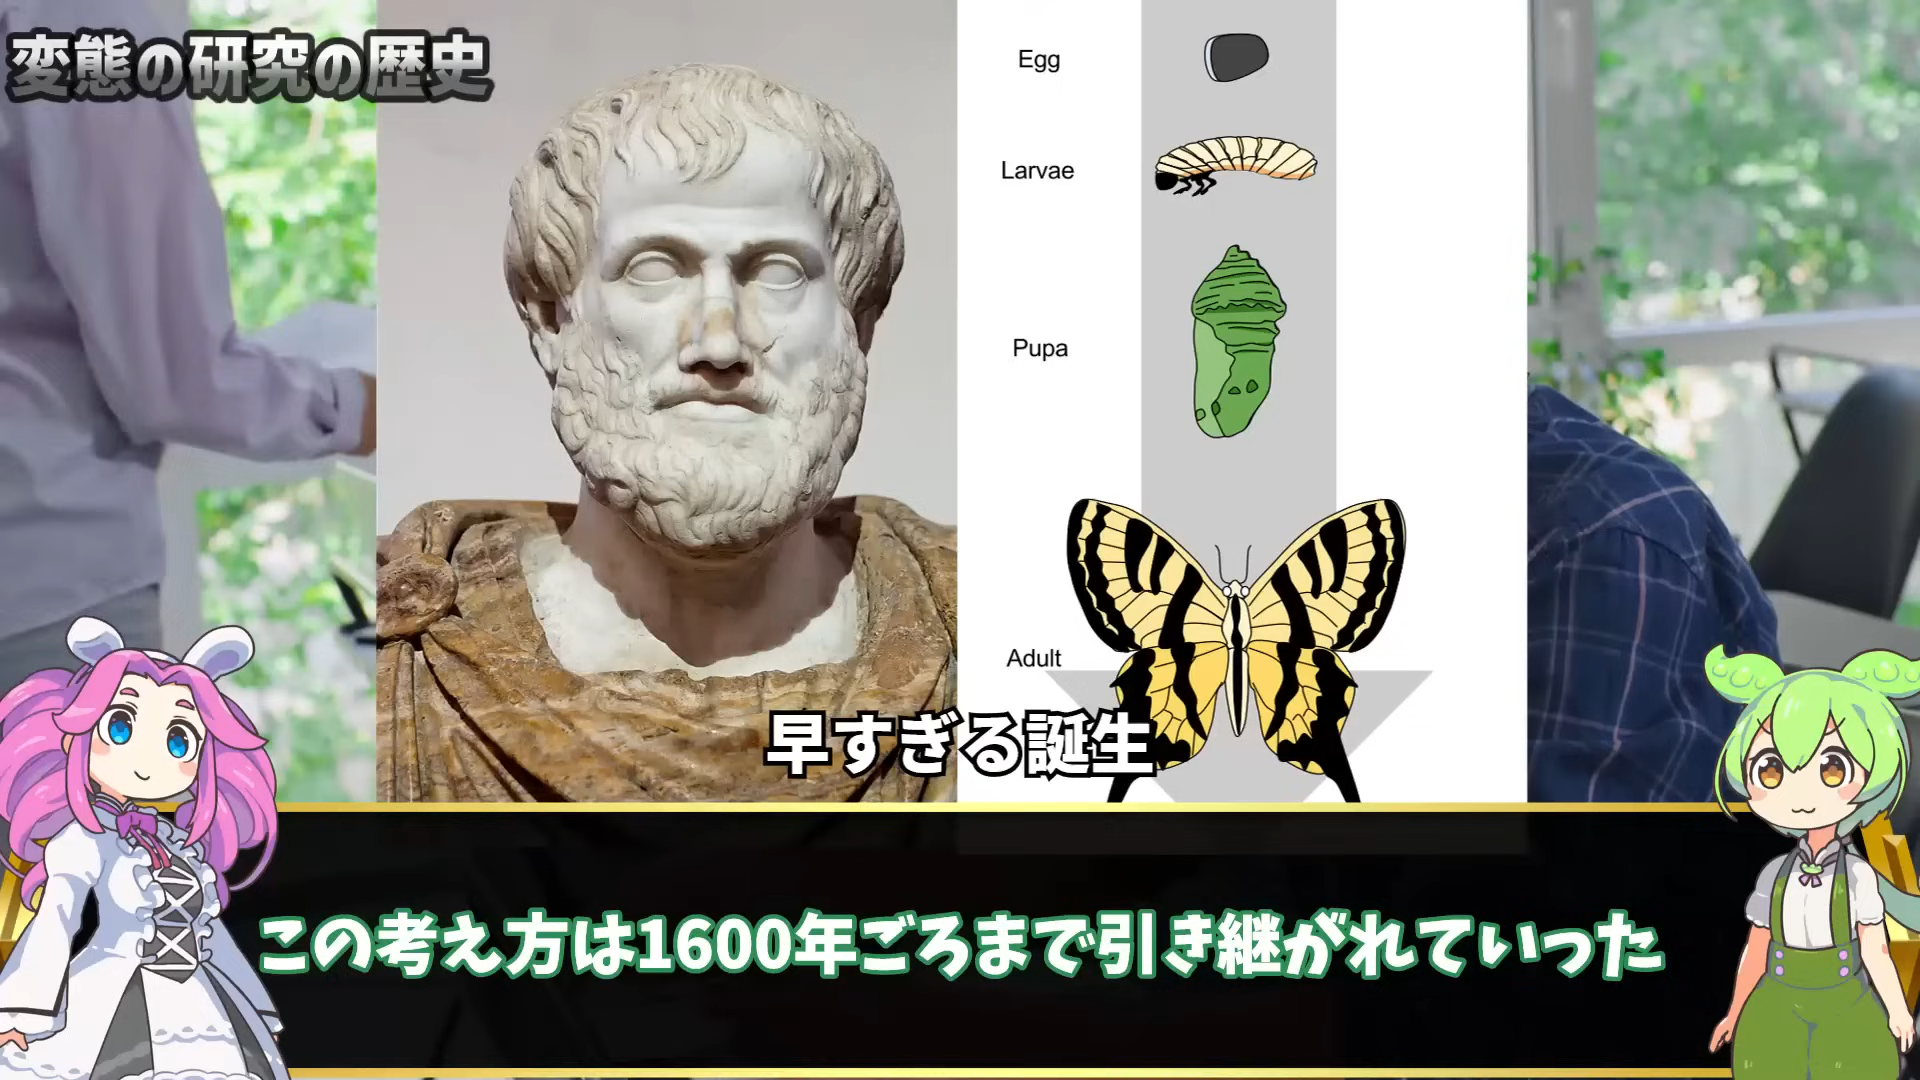 変態の研究の歴史
Egg
Larvae
Pupa
Adult
早すぎる誕生
この考え方は1600年ごろまで引き継がれていった